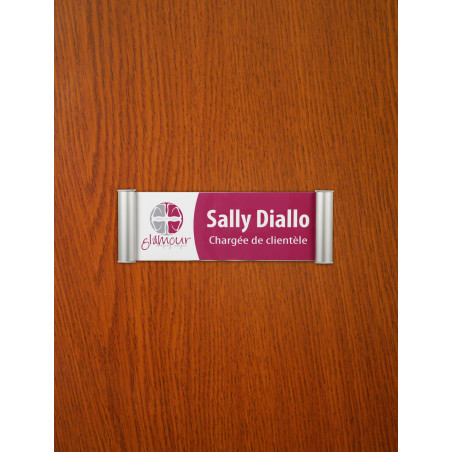 glamour
Sally Diallo
Chargée de clientèle